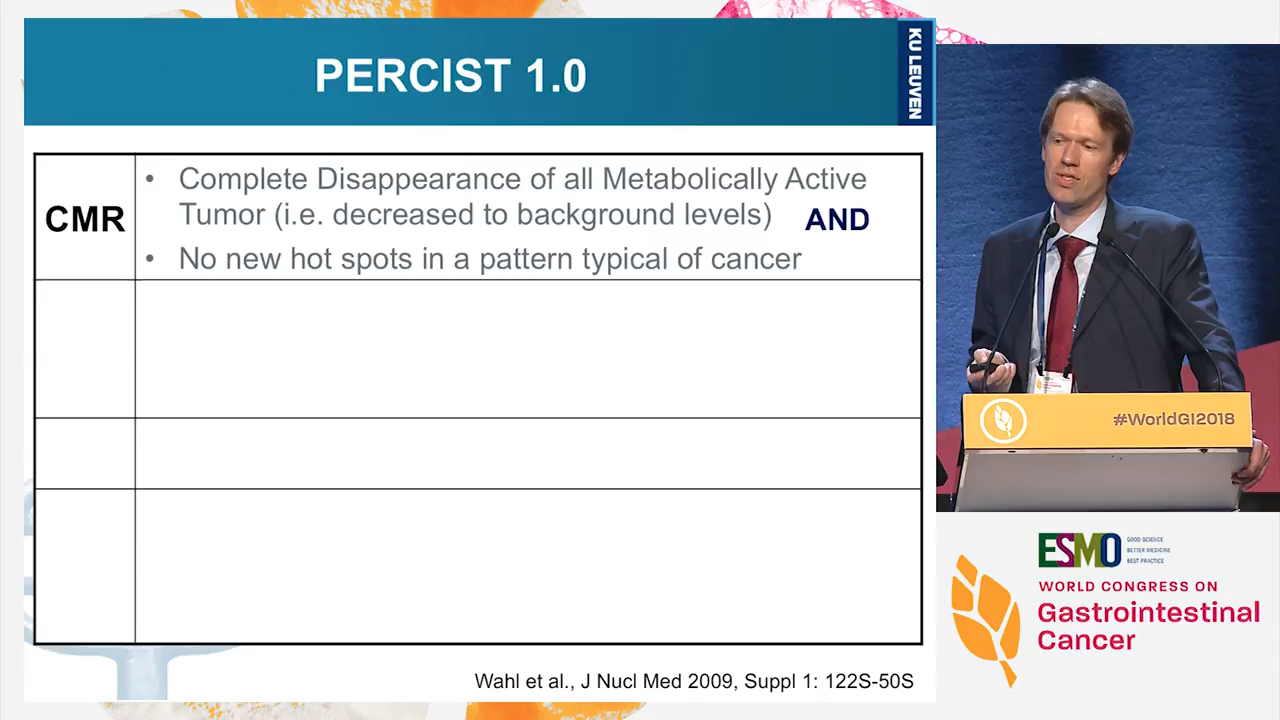 PERCIST 1.0
KU LEUVEN
CMR
• Complete Disappearance of all Metabolically Active
Tumor (i.e. decreased to background levels) AND
• No new hot spots in a pattern typical of cancer
Wahl et al., J Nucl Med 2009, Suppl 1: 122S-50S
#WorldGI2018
ESMO
GOOD SCIENCE
BETTER MEDICINE
BEST PRACTICE
WORLD CONGRESS ON
Gastrointestinal
Cancer